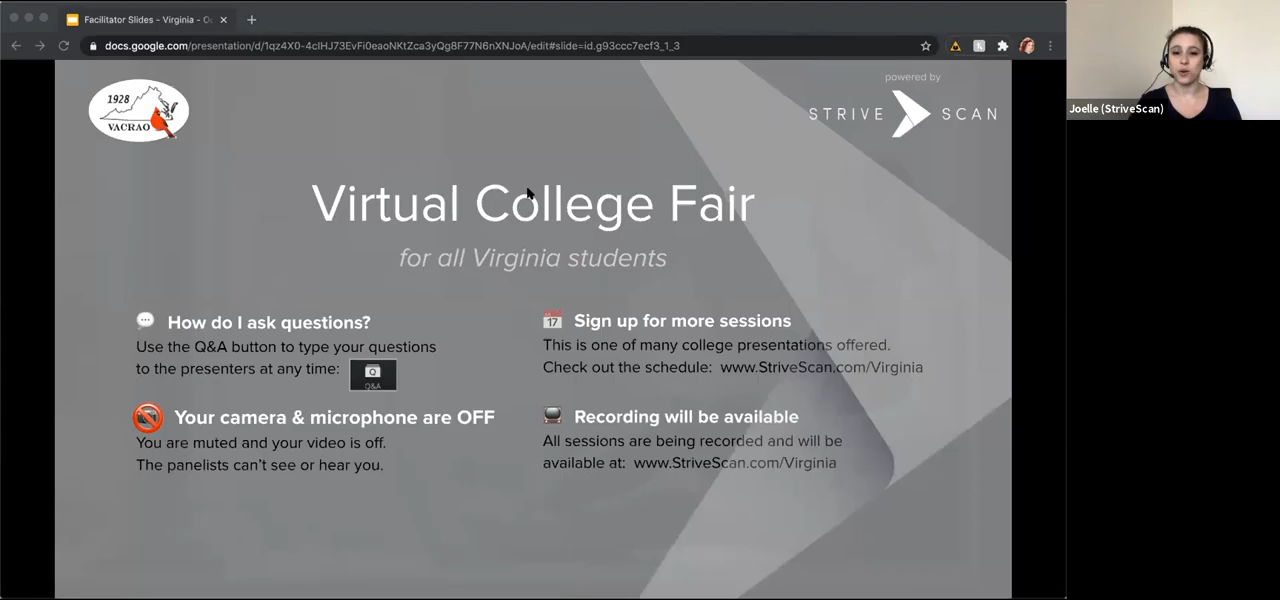 Facilitator Slides - Virginia - Oc
docs.google.com/presentation/d/1qz4X0-4clHJ73EvFi0eaoNKtZca3yQg8F77N6nXNJoA/edit#slide=id.g93ccc7ecf3_1_3
1928
VACRAO
powered by
STRIVE SCAN
Virtual College Fair
for all Virginia students
How do I ask questions?
Use the Q&A button to type your questions
to the presenters at any time:
Q&A
Your camera & microphone are OFF
You are muted and your video is off.
The panelists can't see or hear you.
17
Sign up for more sessions
This is one of many college presentations offered.
Check out the schedule: www.StriveScan.com/Virginia
Recording will be available
All sessions are being recorded and will be
available at: www.StriveScan.com/Virginia
Joelle (StriveScan)